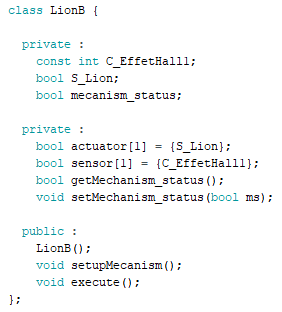 class LionB {
private :
const int C_EffetHall1;
bool S_Lion;
bool mecanism_status;
private :
bool actuator[1] = {S_Lion};
bool sensor[1] = {C_EffetHall1};
bool getMechanism_status();
void setMechanism_status(bool ms);
public :
LionB();
void setupMecanism();
void execute();
};